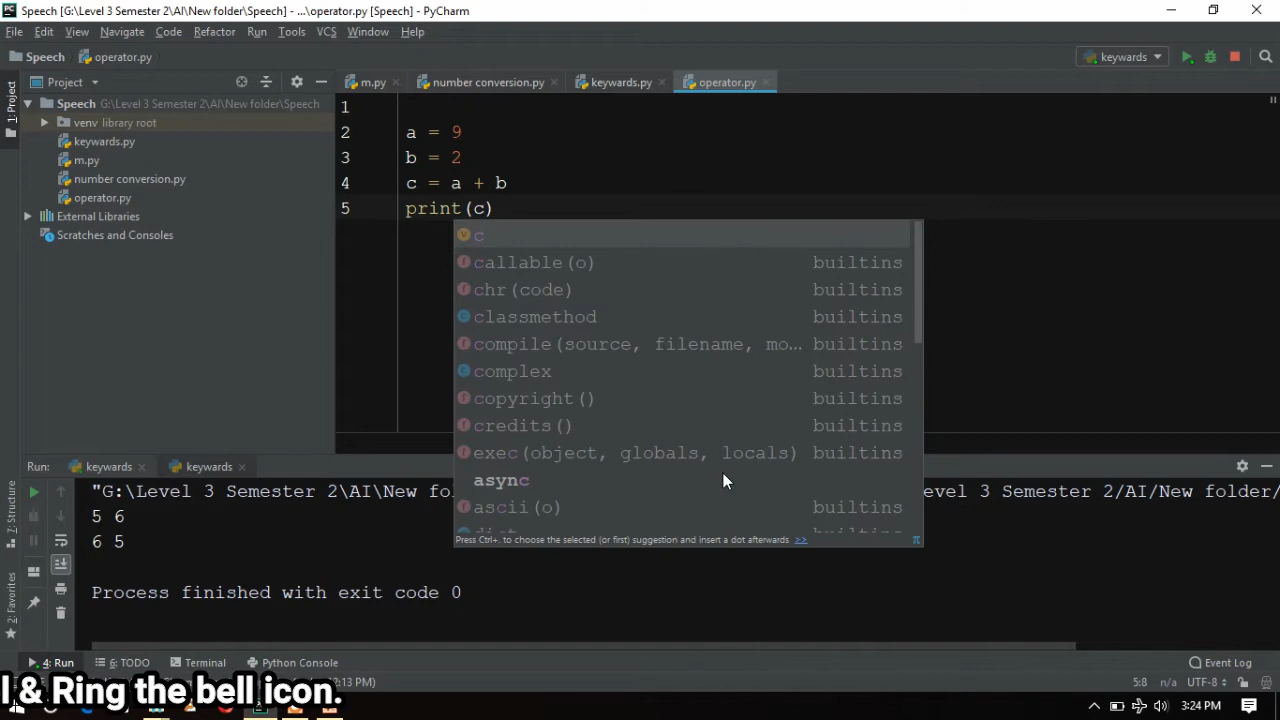 Speech [G:\Level 3 Semester 2\AI\New folder\Speech] - ...\operator.py [Speech] - PyCharm
File Edit View Navigate Code Refactor Run Tools VCS Window Help
Speech operator.py keywards
1: Project
Project
m.py number conversion.py keywards.py operator.py
Speech G:\Level 3 Semester 2\AI\New folder\Speech
venv library root
keywards.py
m.py
number conversion.py
operator.py
External Libraries
Scratches and Consoles
1
2 a = 9
3 b = 2
4 c = a + b
5 print(c)
c
callable(o) builtins
chr(code) builtins
classmethod builtins
compile(source, filename, mo... builtins
complex builtins
copyright() builtins
credits() builtins
exec(object, globals, locals) builtins
async
ascii(o) builtins
Press Ctrl+. to choose the selected (or first) suggestion and insert a dot afterwards >>
Run: keywards keywards
7: Structure
2: Favorites
"G:\Level 3 Semester 2\AI\New fo
evel 3 Semester 2/AI/New folder/
5 6
6 5
Process finished with exit code 0
4: Run 6: TODO Terminal Python Console Event Log
:13 PM) 5:8 n/a UTF-8
l & Ring the bell icon.
3:24 PM